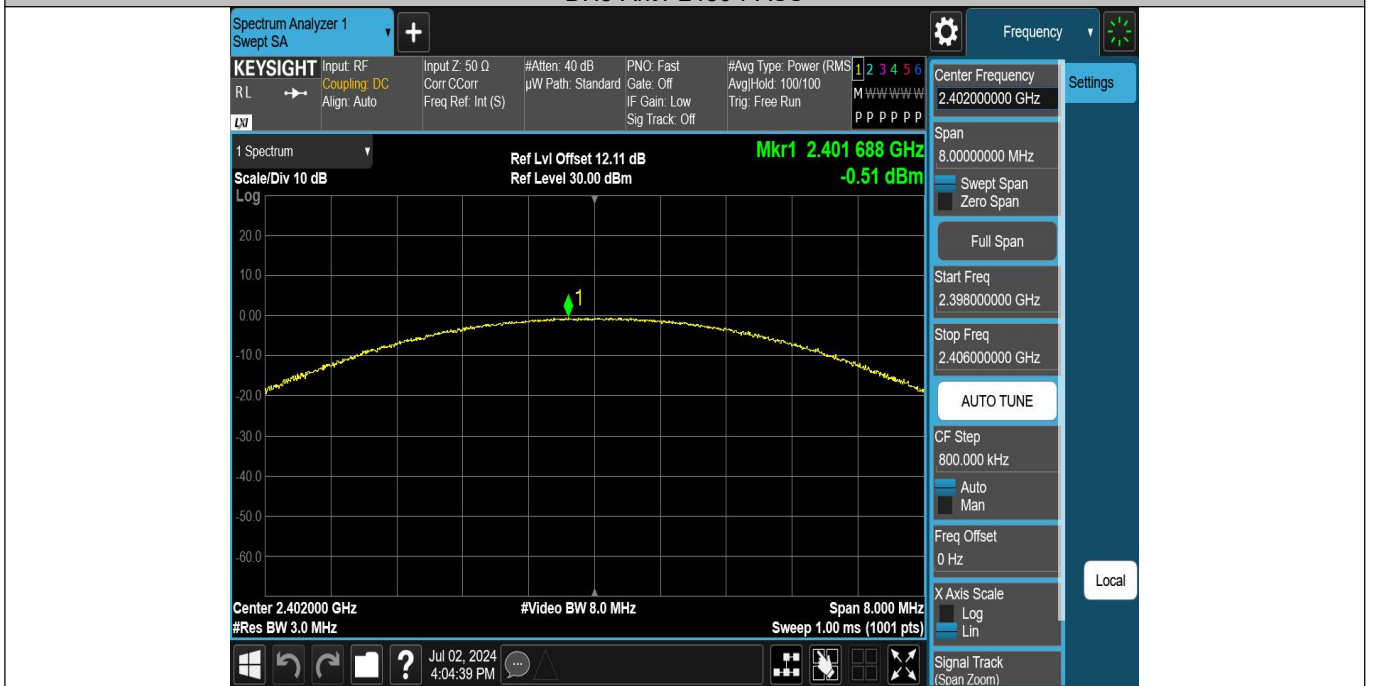 Spectrum Analyzer 1
Swept SA
+
Frequency
KEYSIGHT
RL
LXI
Input: RF
Coupling: DC
Align: Auto
Input Z: 50 Ω
Corr CCorr
Freq Ref: Int (S)
#Atten: 40 dB
µW Path: Standard
PNO: Fast
Gate: Off
IF Gain: Low
Sig Track: Off
#Avg Type: Power (RMS
Avg|Hold: 100/100
Trig: Free Run
1 2 3 4 5 6
M W W W W W
P P P P P P
Center Frequency
2.402000000 GHz
Settings
Span
8.00000000 MHz
Swept Span
Zero Span
Full Span
Start Freq
2.398000000 GHz
Stop Freq
2.406000000 GHz
AUTO TUNE
CF Step
800.000 kHz
Auto
Man
Freq Offset
0 Hz
X Axis Scale
Log
Lin
Signal Track
(Span Zoom)
Local
1 Spectrum
Scale/Div 10 dB
Log
Ref Lvl Offset 12.11 dB
Ref Level 30.00 dBm
Mkr1 2.401 688 GHz
-0.51 dBm
20.0
10.0
0.00
-10.0
-20.0
-30.0
-40.0
-50.0
-60.0
1
Center 2.402000 GHz
#Res BW 3.0 MHz
#Video BW 8.0 MHz
Span 8.000 MHz
Sweep 1.00 ms (1001 pts)
?
Jul 02, 2024
4:04:39 PM